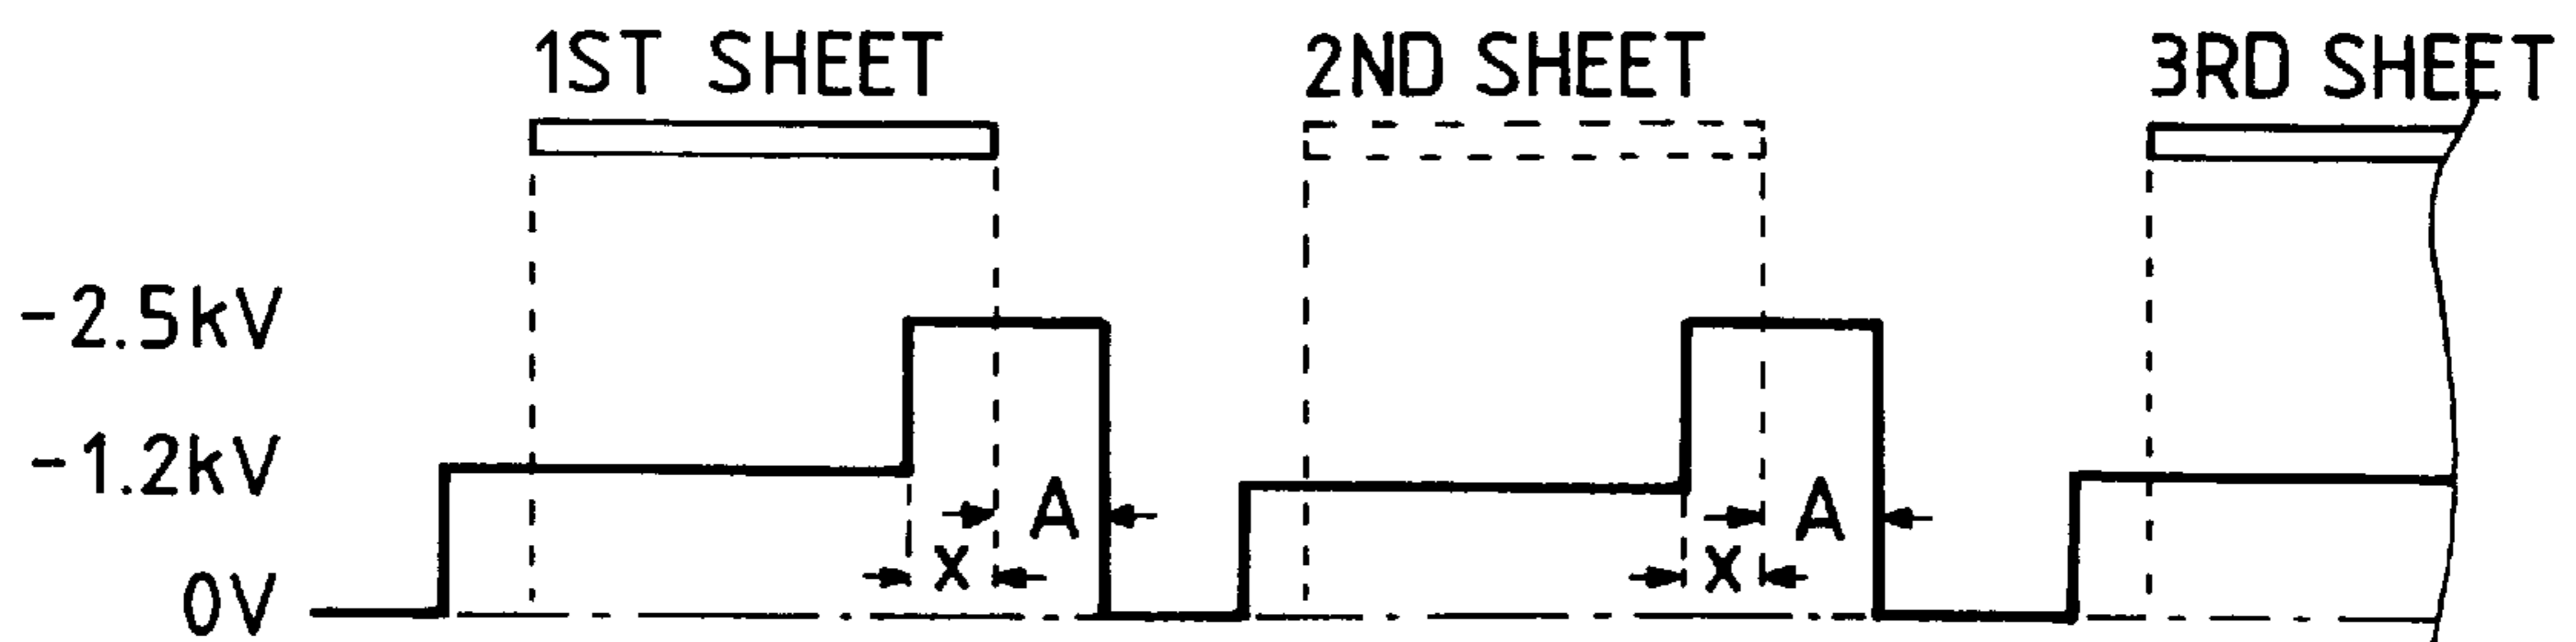 1ST SHEET 2ND SHEET 3RD SHEET
-2.5kV
-1.2kV
A A
x x
0V